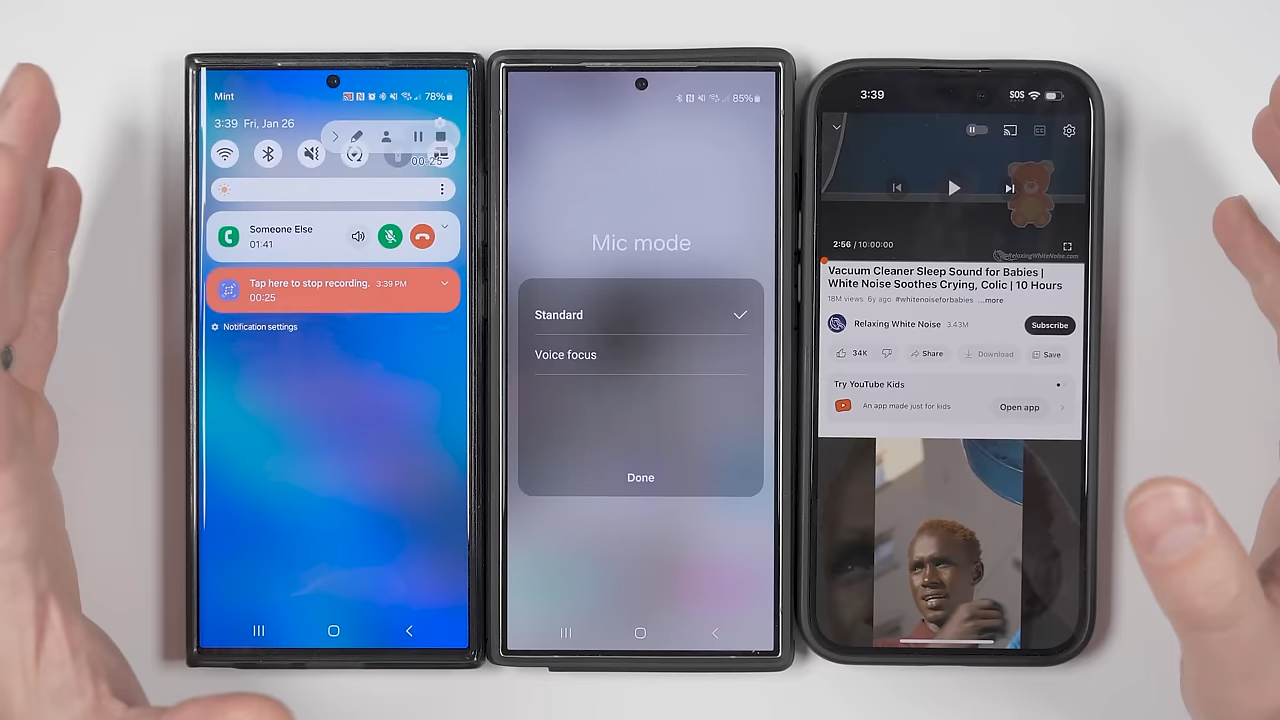 Mint
78%
3:39 Fri, Jan 26
00:25
Someone Else
01:41
Tap here to stop recording. 3:39 PM
00:25
Notification settings
85%
Mic mode
Standard
Voice focus
Done
3:39
SOS
CC
2:56 / 10:00:00
RelaxingWhiteNoise.com
Vacuum Cleaner Sleep Sound for Babies |
White Noise Soothes Crying, Colic | 10 Hours
18M views 6y ago #whitenoiseforbabies ...more
Relaxing White Noise 3.43M
Subscribe
34K
Share
Download
Save
Try YouTube Kids
An app made just for kids
Open app